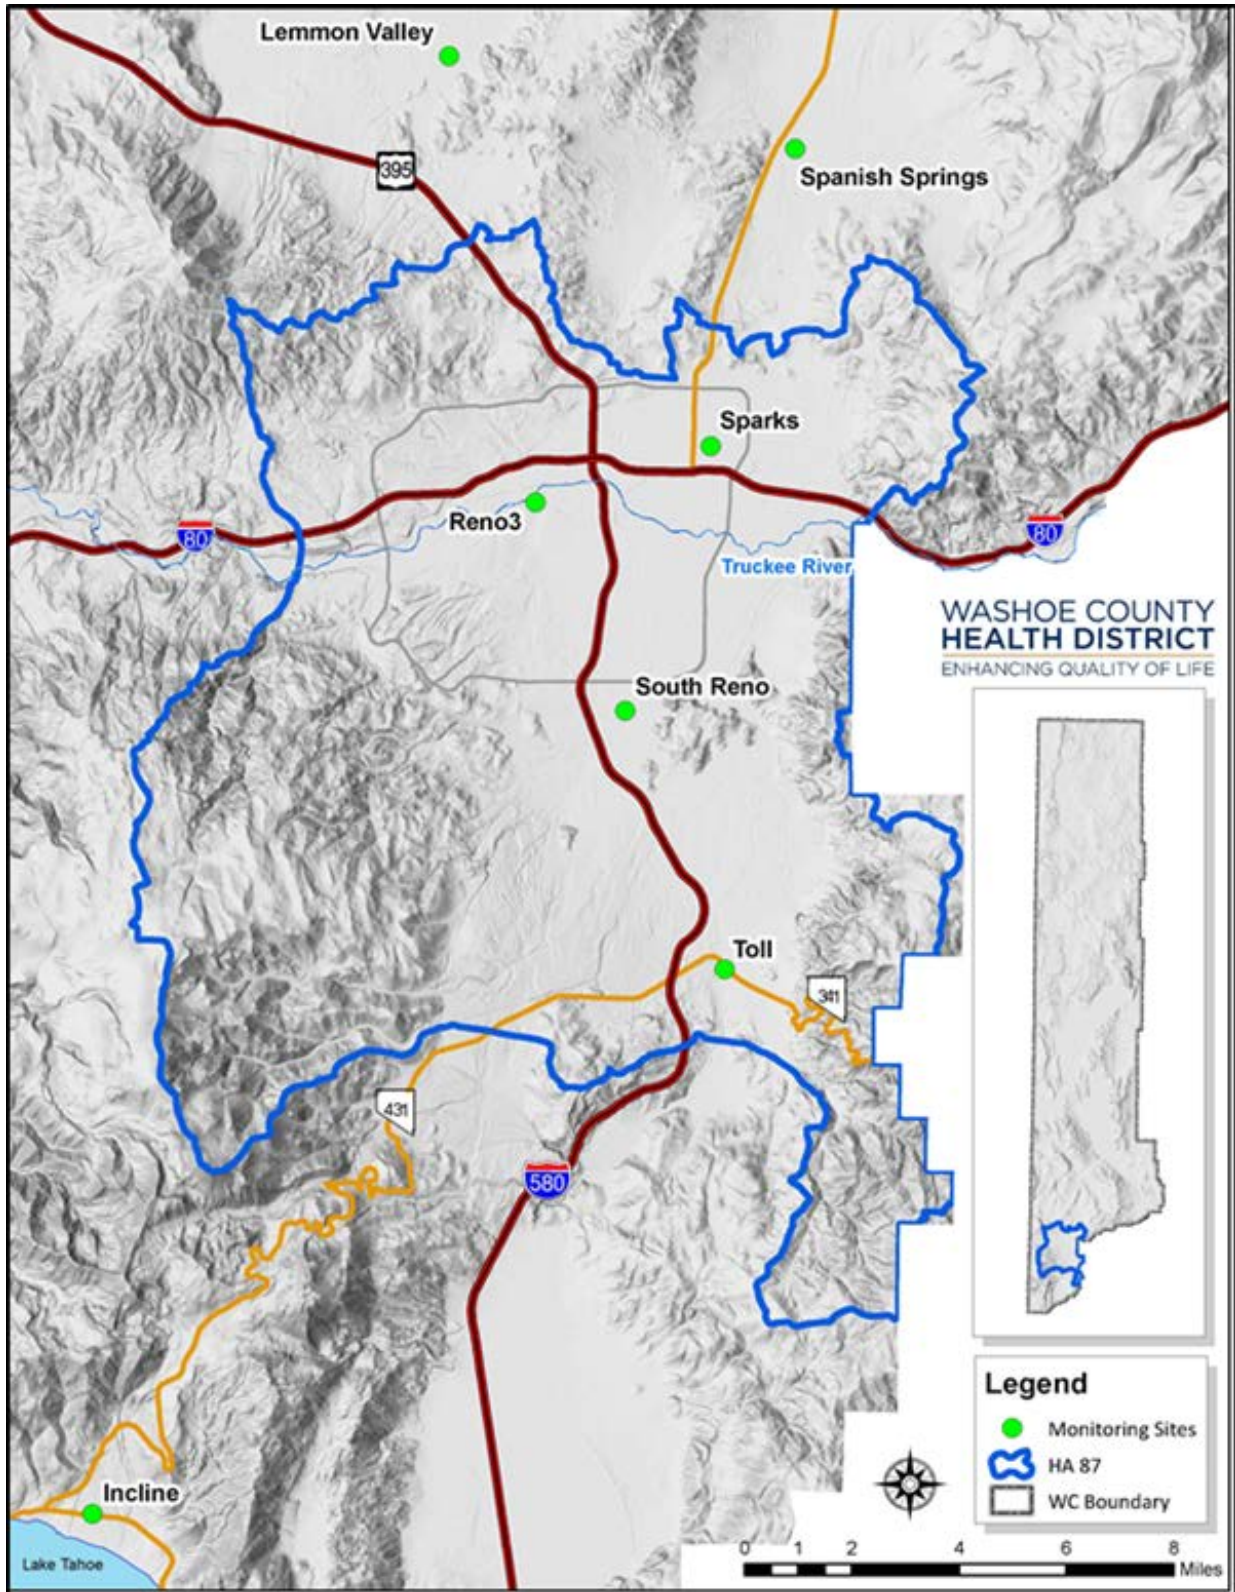 Lemmon Valley
395
Spanish Springs
Sparks
Reno3
80
80
Truckee River
WASHOE COUNTY
HEALTH DISTRICT
ENHANCING QUALITY OF LIFE
South Reno
Toll
341
431
580
Legend
Monitoring Sites
HA 87
WC Boundary
Incline
Lake Tahoe
0 1 2 4 6 8
Miles